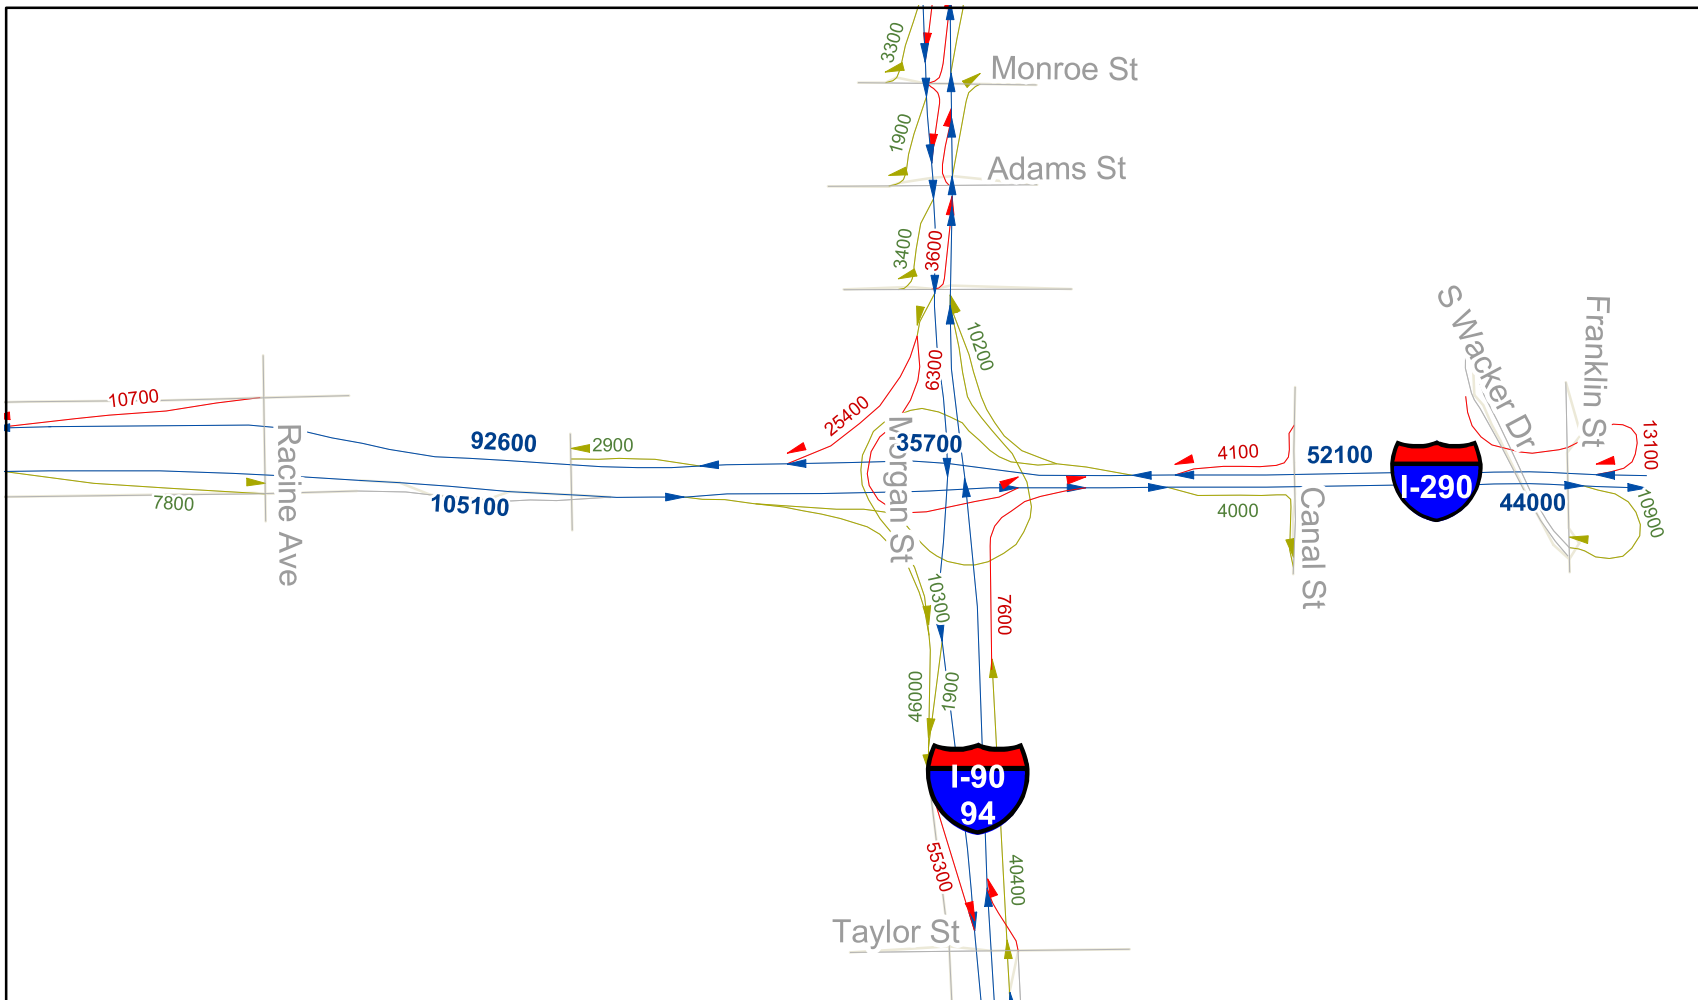 3300
Monroe St
1900
Adams St
3400
3600
10200
6300
S Wacker Dr
Franklin St
10700
25400
Racine Ave
92600
2900
Morgan St
35700
4100
52100
13100
I-290
7800
105100
4000
Canal St
44000
10900
10300
7600
46000
1900
I-90
94
55300
40400
Taylor St